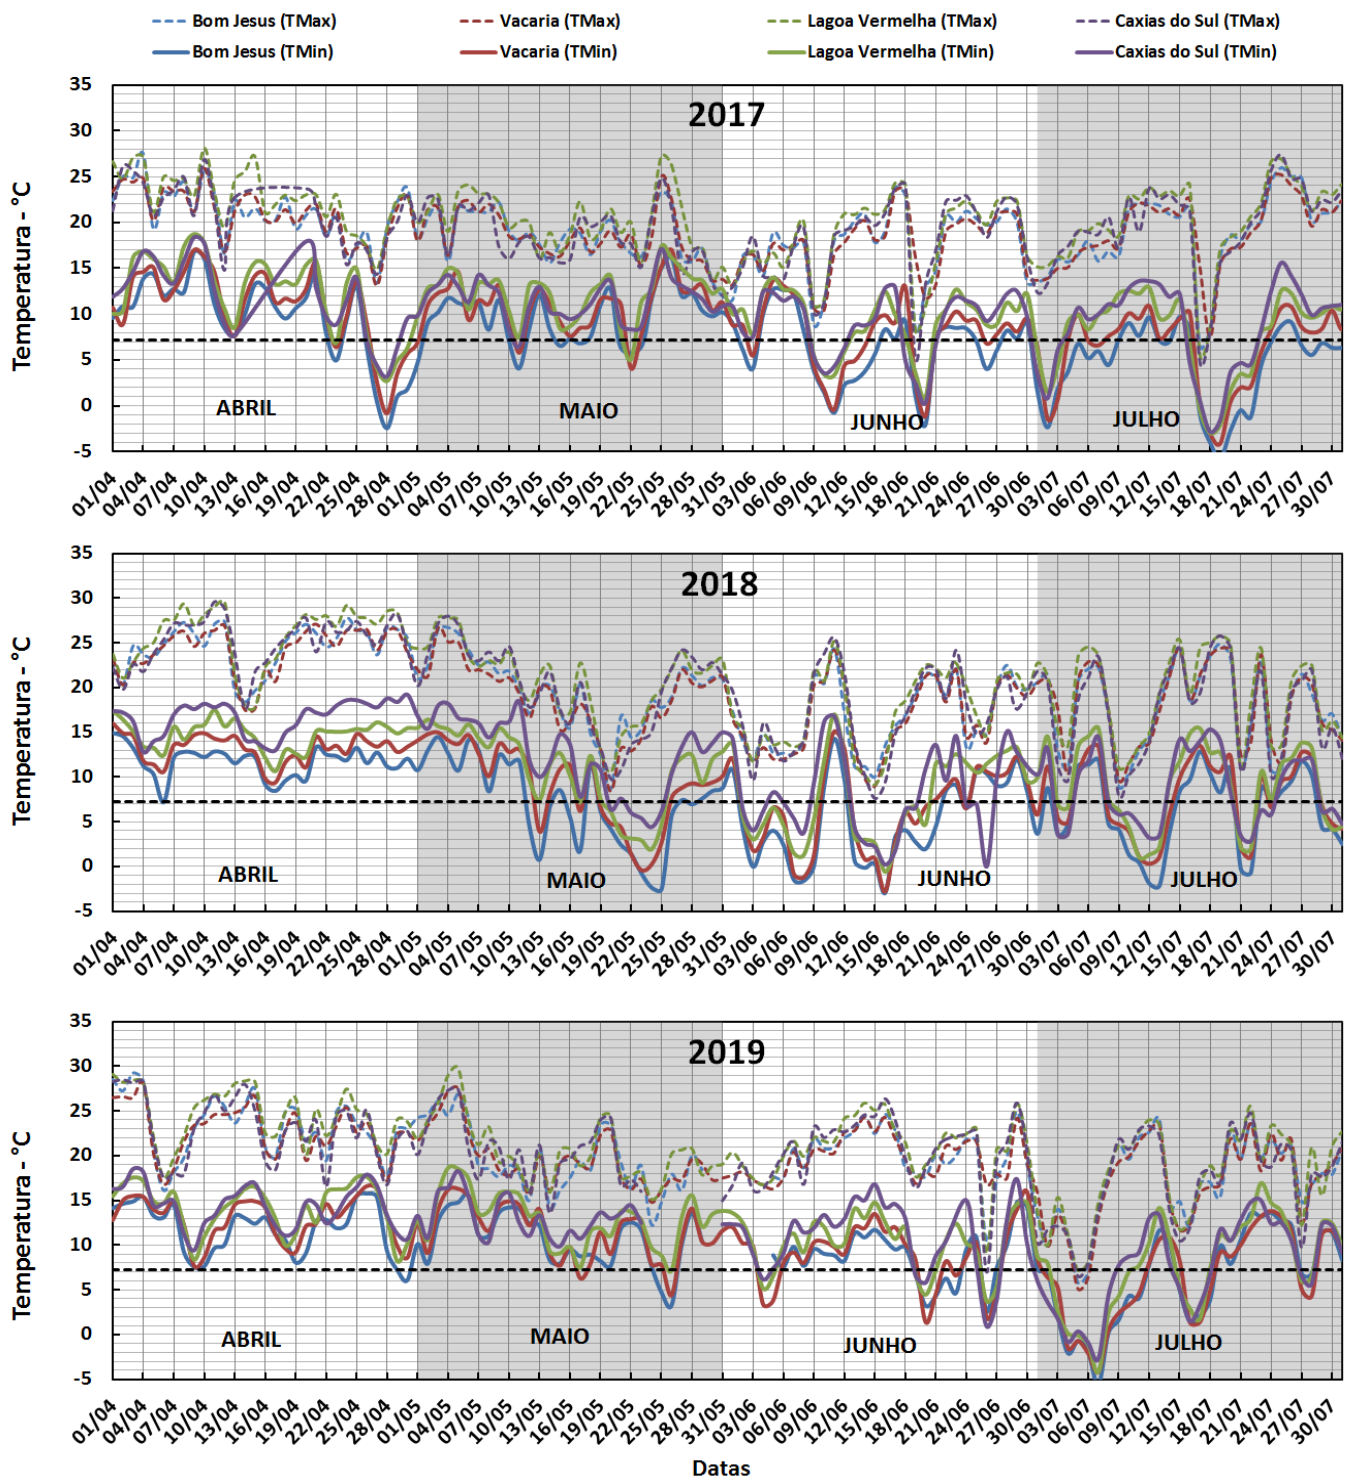 Bom Jesus (TMax) Vacaria (TMax) Lagoa Vermelha (TMax) Caxias do Sul (TMax)
Bom Jesus (TMin) Vacaria (TMin) Lagoa Vermelha (TMin) Caxias do Sul (TMin)
Temperatura - °C
35
30
25
20
15
10
5
0
-5
2017
ABRIL MAIO JUNHO JULHO
01/04 04/04 07/04 10/04 13/04 16/04 19/04 22/04 25/04 28/04 01/05 04/05 07/05 10/05 13/05 16/05 19/05 22/05 25/05 28/05 31/05 03/06 06/06 09/06 12/06 15/06 18/06 21/06 24/06 27/06 30/06 03/07 06/07 09/07 12/07 15/07 18/07 21/07 24/07 27/07 30/07
Temperatura - °C
35
30
25
20
15
10
5
0
-5
2018
ABRIL MAIO JUNHO JULHO
01/04 04/04 07/04 10/04 13/04 16/04 19/04 22/04 25/04 28/04 01/05 04/05 07/05 10/05 13/05 16/05 19/05 22/05 25/05 28/05 31/05 03/06 06/06 09/06 12/06 15/06 18/06 21/06 24/06 27/06 30/06 03/07 06/07 09/07 12/07 15/07 18/07 21/07 24/07 27/07 30/07
Temperatura - °C
35
30
25
20
15
10
5
0
-5
2019
ABRIL MAIO JUNHO JULHO
01/04 04/04 07/04 10/04 13/04 16/04 19/04 22/04 25/04 28/04 01/05 04/05 07/05 10/05 13/05 16/05 19/05 22/05 25/05 28/05 31/05 03/06 06/06 09/06 12/06 15/06 18/06 21/06 24/06 27/06 30/06 03/07 06/07 09/07 12/07 15/07 18/07 21/07 24/07 27/07 30/07
Datas